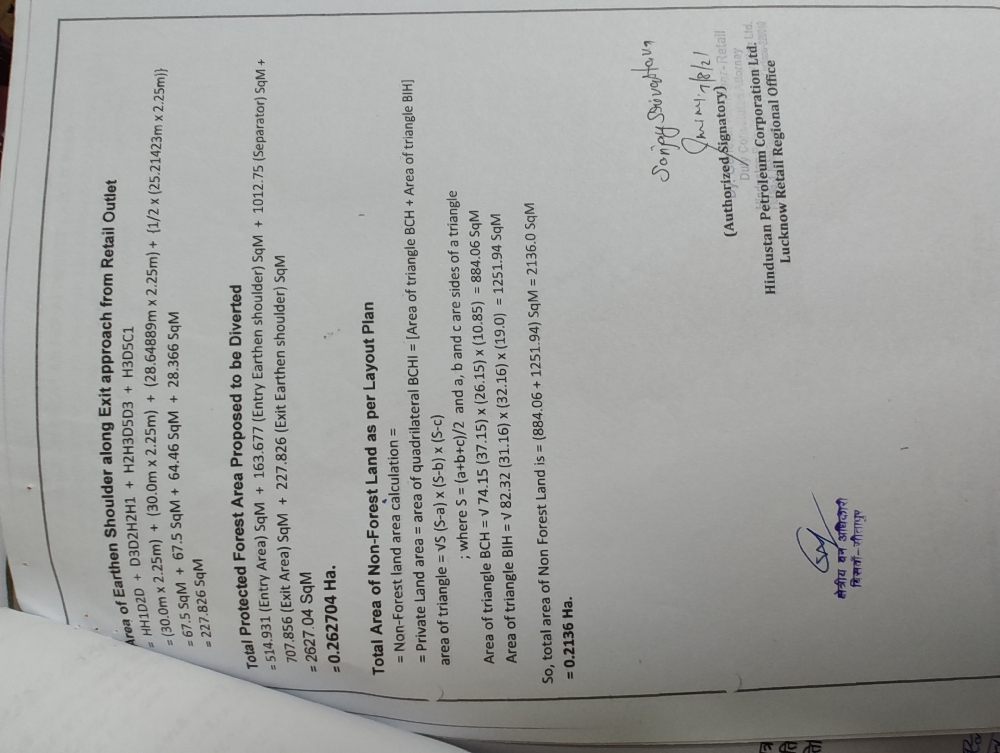 Area of Earthen Shoulder along Exit approach from Retail Outlet
= HH1D2D + D3D2H2H1 + H2H3D5D3 + H3D5C1
= (30.0m x 2.25m) + (30.0m x 2.25m) + (28.64889m x 2.25m) + {1/2 x (25.21423m x 2.25m)}
= 67.5 SqM + 67.5 SqM + 64.46 SqM + 28.366 SqM
= 227.826 SqM
Total Protected Forest Area Proposed to be Diverted
= 514.931 (Entry Area) SqM + 163.677 (Entry Earthen shoulder) SqM + 1012.75 (Separator) SqM +
707.856 (Exit Area) SqM + 227.826 (Exit Earthen shoulder) SqM
= 2627.04 SqM
= 0.262704 Ha.
Total Area of Non-Forest Land as per Layout Plan
= Non-Forest land area calculation =
= Private Land area = area of quadrilateral BCHI = [Area of triangle BCH + Area of triangle BIH]
area of triangle = √S (S-a) x (S-b) x (S-c)
; where S = (a+b+c)/2 and a, b and c are sides of a triangle
Area of triangle BCH = √ 74.15 (37.15) x (26.15) x (10.85) = 884.06 SqM
Area of triangle BIH = √ 82.32 (31.16) x (32.16) x (19.0) = 1251.94 SqM
So, total area of Non Forest Land is = (884.06 + 1251.94) SqM = 2136.0 SqM
= 0.2136 Ha.
Sanjay Srivastava
7/8/21
(Authorized Signatory)
Hindustan Petroleum Corporation Ltd.
Lucknow Retail Regional Office
क्षेत्रीय वन अधिकारी
बिसवाँ-सीतापुर